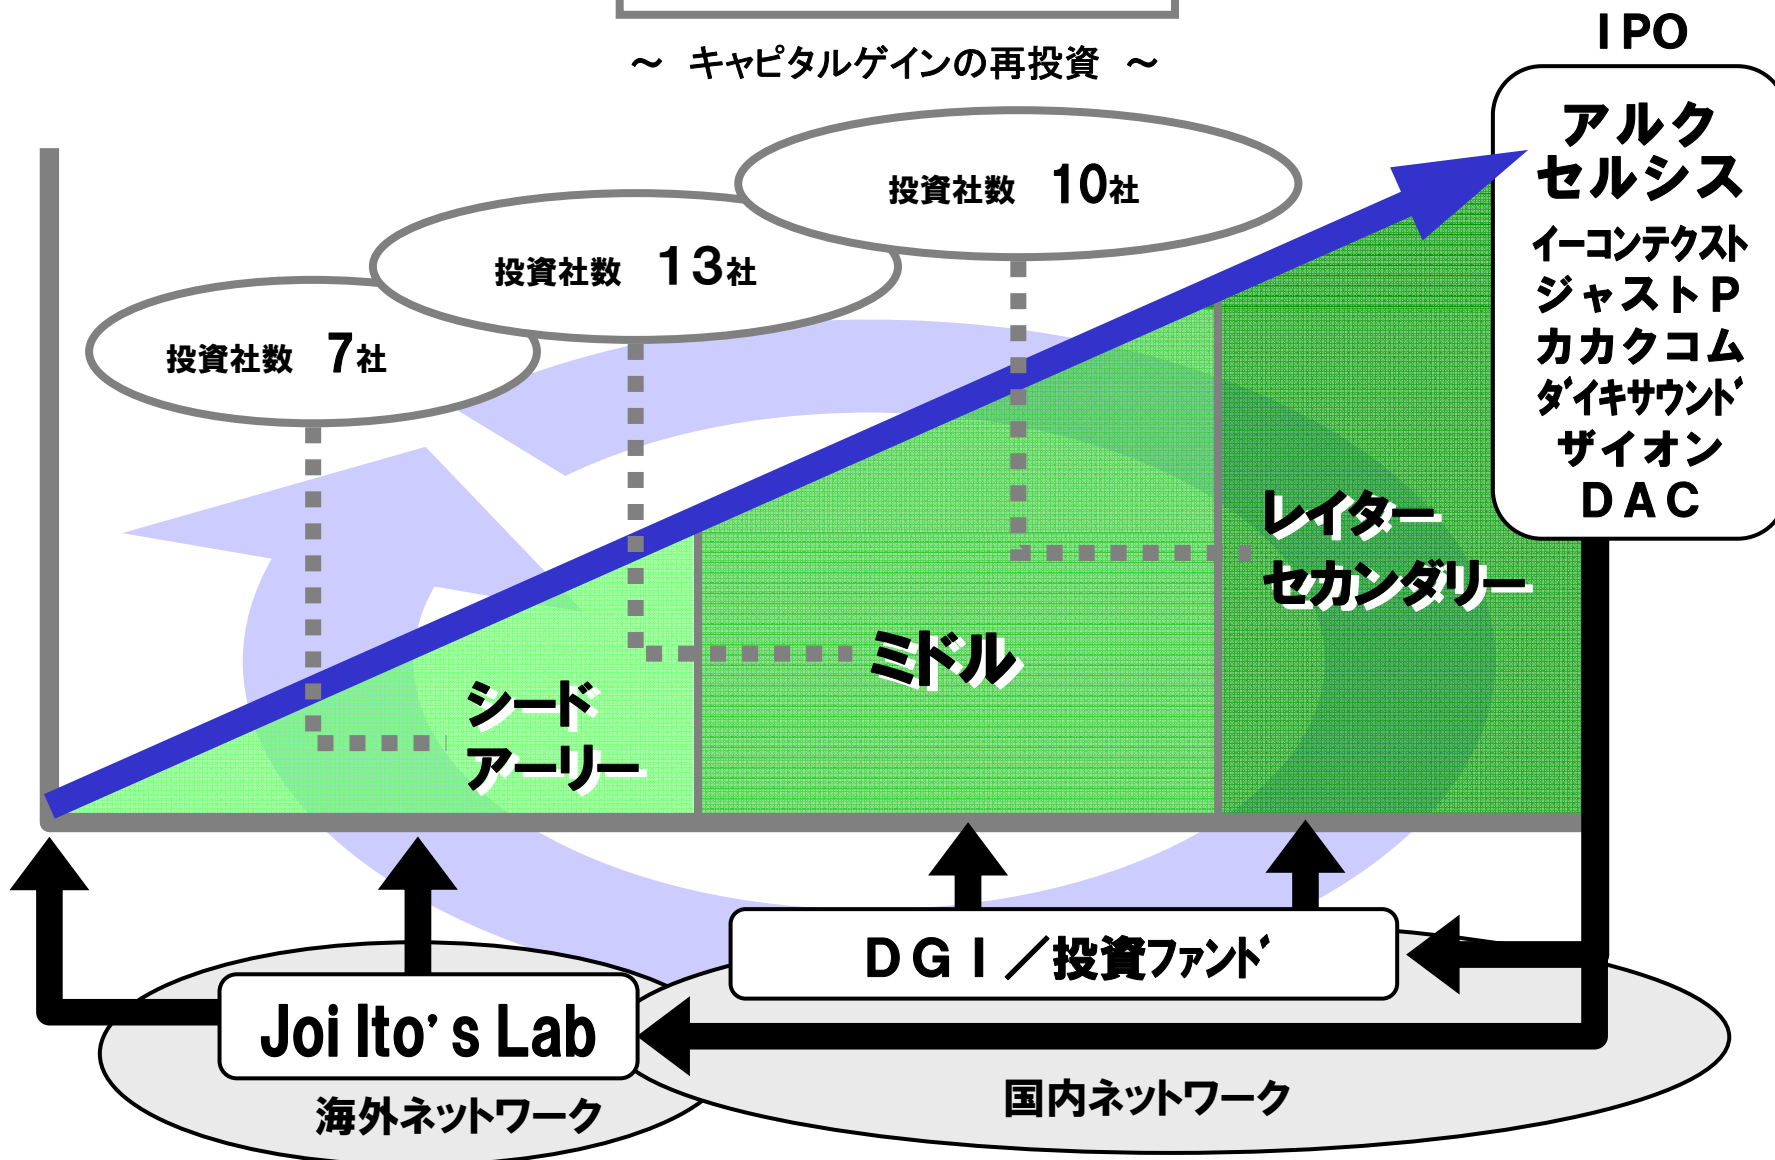 ～ キャピタルゲインの再投資 ～
IPO
アルク
セルシス
イーコンテクスト
ジャストP
カカクコム
ダイキサウンド
ザイオン
DAC
投資社数 10社
投資社数 13社
投資社数 7社
レイター
セカンダリー
ミドル
シード
アーリー
DGI／投資ファンド
Joi Ito’s Lab
海外ネットワーク
国内ネットワーク